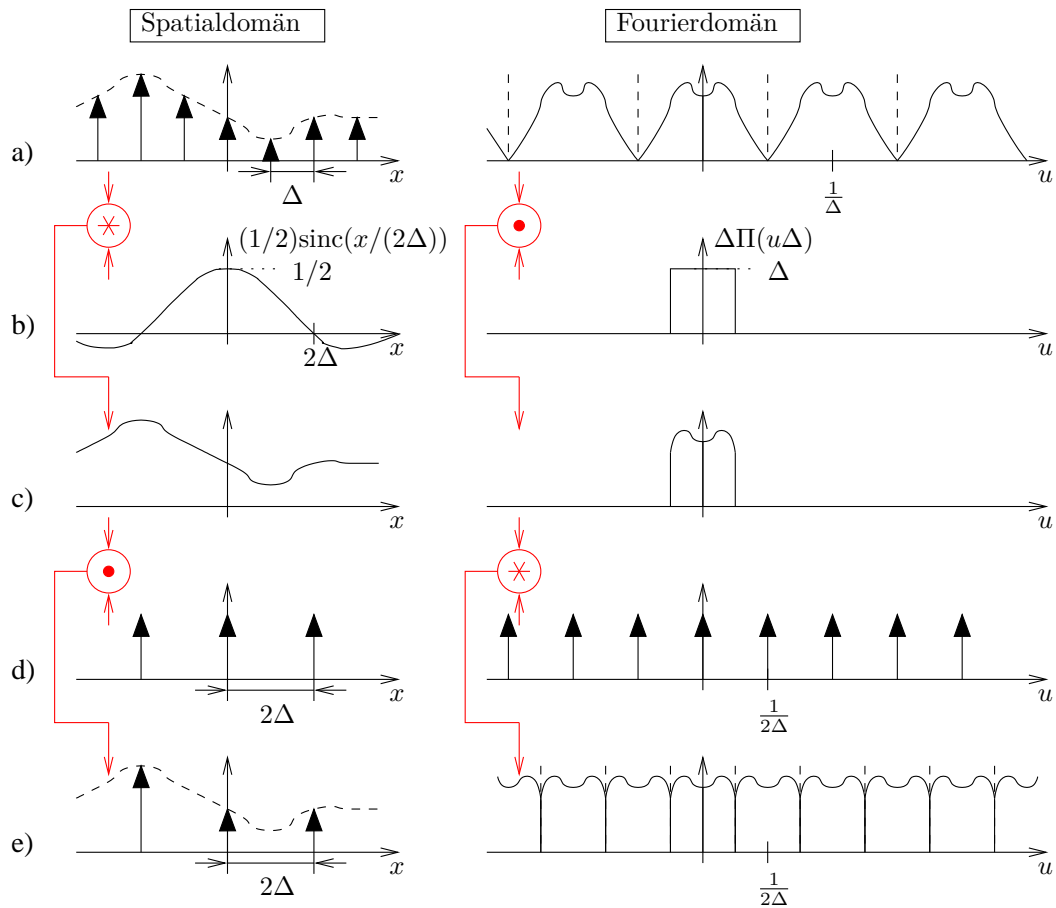 Spatialdomän
Fourierdomän
a)
x
u
Δ
1/Δ
(1/2)sinc(x/(2Δ))
ΔΠ(uΔ)
1/2
Δ
b)
x
u
2Δ
c)
x
u
d)
x
u
2Δ
1/2Δ
e)
x
u
2Δ
1/2Δ